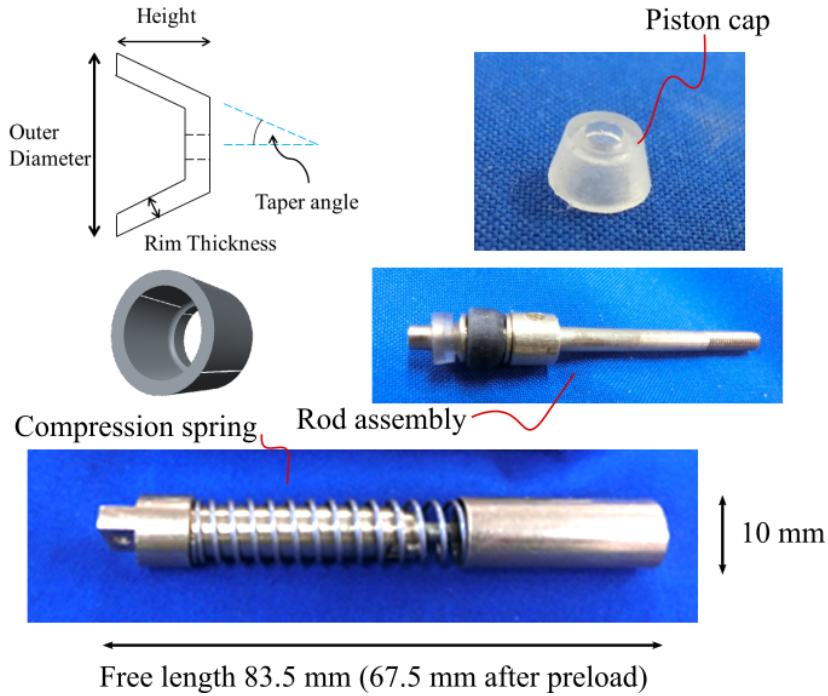 Height
Piston cap
Outer
Diameter
Taper angle
Rim Thickness
Rod assembly
Compression spring
10 mm
Free length 83.5 mm (67.5 mm after preload)